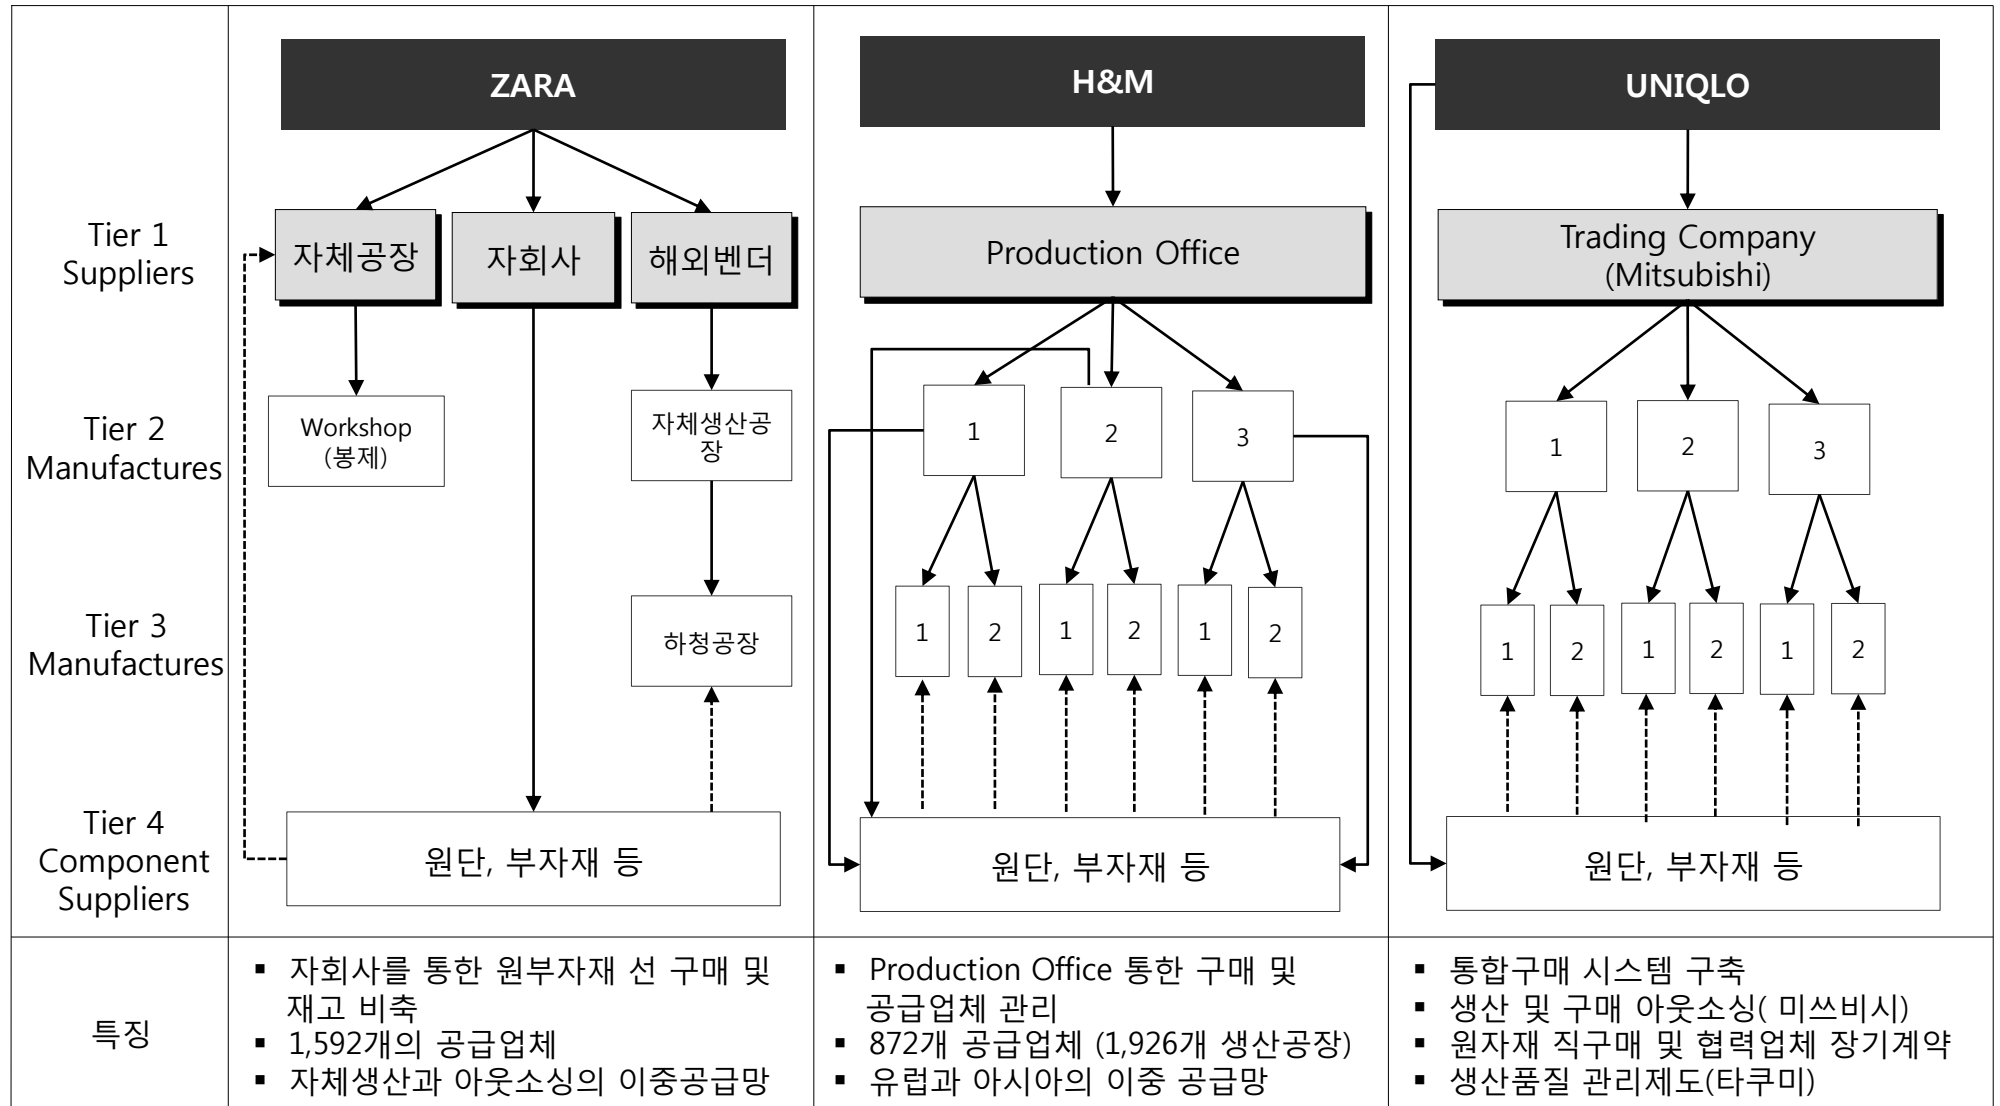 ZARA
H&M
UNIQLO
Tier 1
Suppliers
자체공장
자회사
해외벤더
Production Office
Trading Company
(Mitsubishi)
Tier 2
Manufactures
Workshop
(봉제)
자체생산공
장
1
2
3
1
2
3
Tier 3
Manufactures
하청공장
1
2
1
2
1
2
1
2
1
2
1
2
Tier 4
Component
Suppliers
원단, 부자재 등
원단, 부자재 등
원단, 부자재 등
특징
▪ 자회사를 통한 원부자재 선 구매 및
재고 비축
▪ 1,592개의 공급업체
▪ 자체생산과 아웃소싱의 이중공급망
▪ Production Office 통한 구매 및
공급업체 관리
▪ 872개 공급업체 (1,926개 생산공장)
▪ 유럽과 아시아의 이중 공급망
▪ 통합구매 시스템 구축
▪ 생산 및 구매 아웃소싱( 미쓰비시)
▪ 원자재 직구매 및 협력업체 장기계약
▪ 생산품질 관리제도(타쿠미)